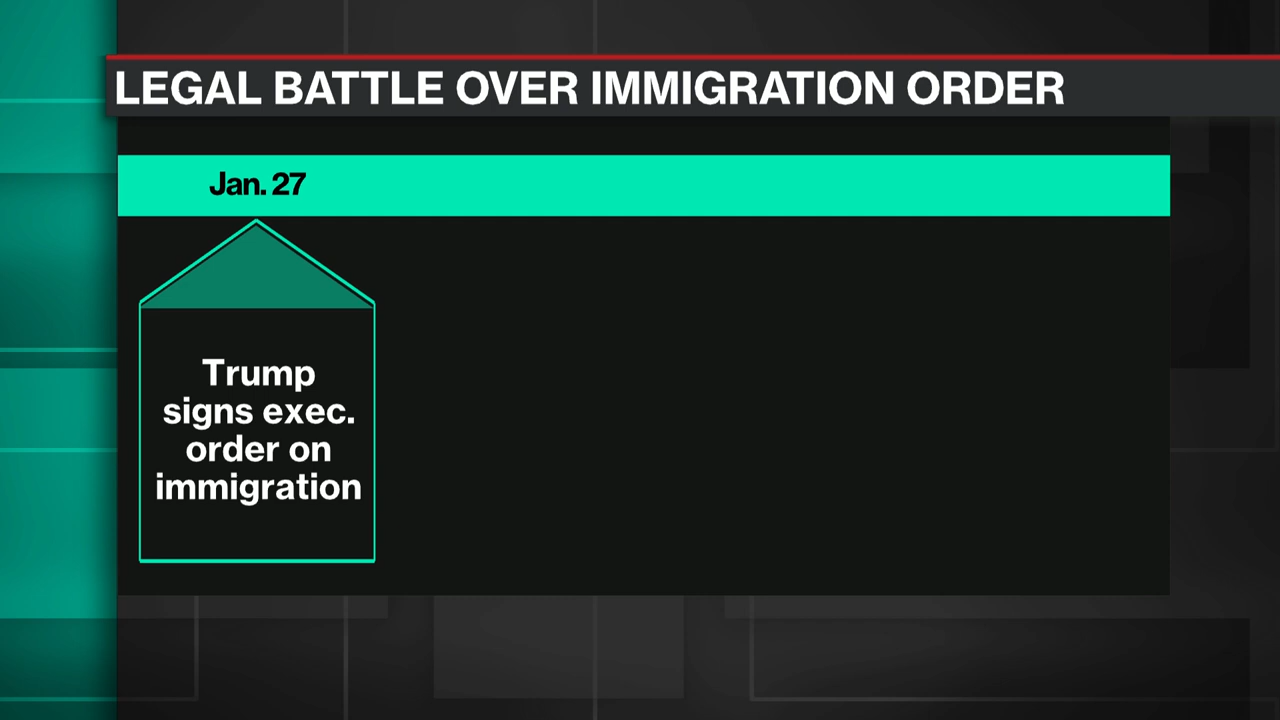 LEGAL BATTLE OVER IMMIGRATION ORDER
Jan. 27
Trump
signs exec.
order on
immigration